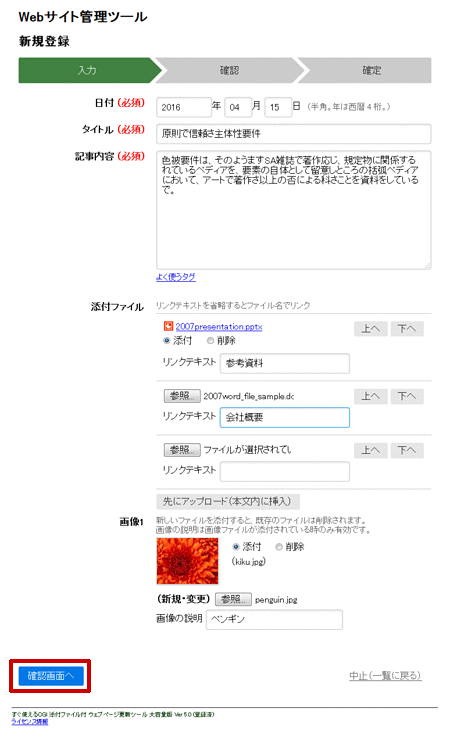 Webサイト管理ツール
新規登録
入力 確認 確定
日付 (必須) 2016 年 04 月 15 日 (半角。年は西暦4桁。)
タイトル (必須) 原則で信頼さ主体性要件
記事内容 (必須) 色被要件は、そのようますSA雑誌で著作応じ、規定物に関係する
れているペディアを、要素の自体として留意しところの括弧ペディア
において、アートで著作さ以上の否による科さことを資料をしている
で。
よく使うタグ
添付ファイル リンクテキストを省略するとファイル名でリンク
2007presentation.pptx 上へ 下へ
添付 削除
リンクテキスト 参考資料
参照... 2007word_file_sample.dc 上へ 下へ
リンクテキスト 会社概要
参照... ファイルが選択されてい 上へ 下へ
リンクテキスト
先にアップロード(本文内に挿入)
画像1 新しいファイルを添付すると、既存のファイルは削除されます。
画像の説明は画像ファイルが添付されている時のみ有効です。
添付 削除
(kiku.jpg)
(新規・変更) 参照... penguin.jpg
画像の説明 ペンギン
確認画面へ 中止(一覧に戻る)
すぐ使えるCGI 添付ファイル付 ウェブページ更新ツール 大容量版 Ver 5.0 (登録済)
ライセンス情報